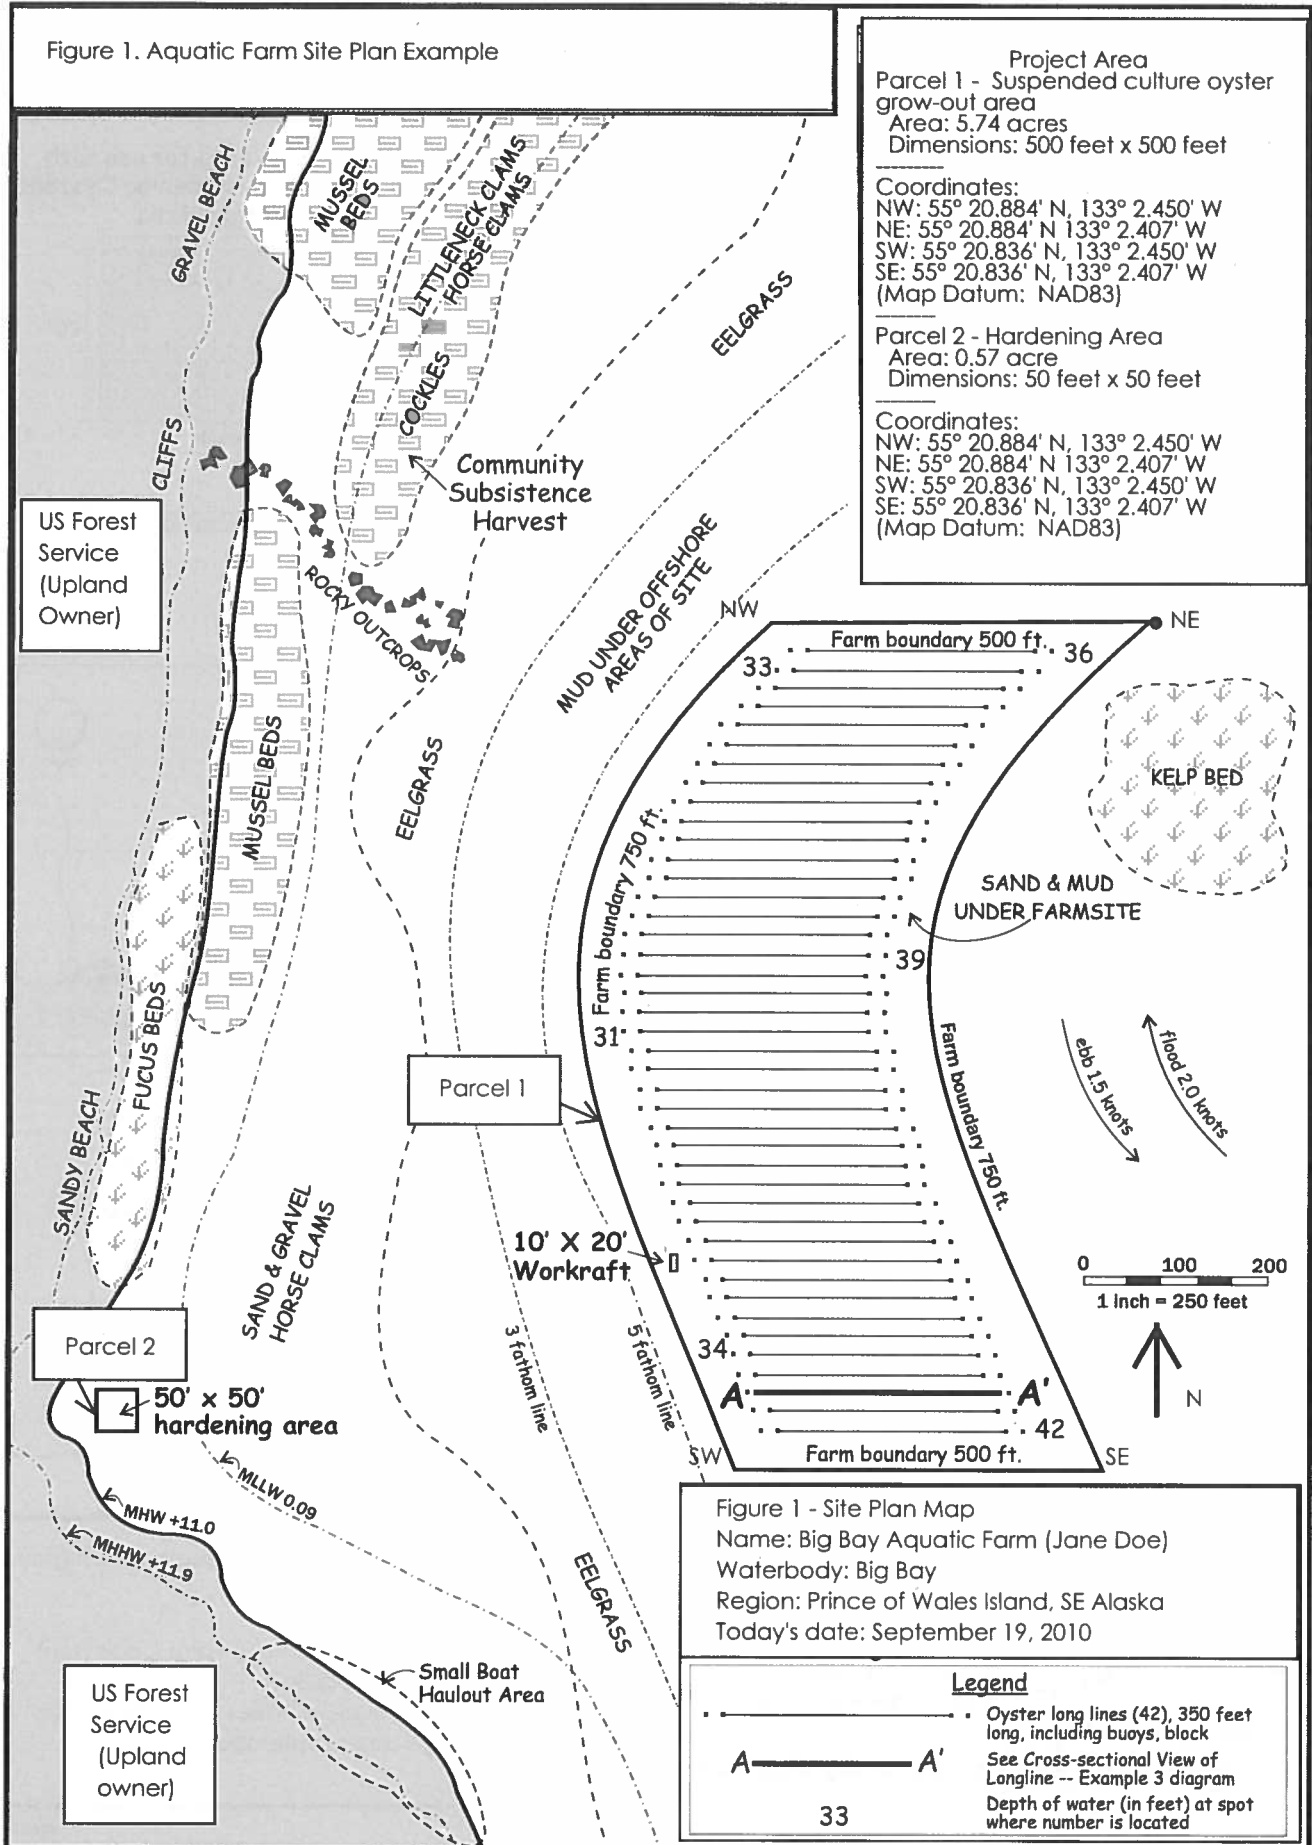 Figure 1. Aquatic Farm Site Plan Example
Project Area
Parcel 1 - Suspended culture oyster
grow-out area
Area: 5.74 acres
Dimensions: 500 feet x 500 feet
Coordinates:
NW: 55° 20.884' N, 133° 2.450' W
NE: 55° 20.884' N 133° 2.407' W
SW: 55° 20.836' N, 133° 2.450' W
SE: 55° 20.836' N, 133° 2.407' W
(Map Datum: NAD83)
Parcel 2 - Hardening Area
Area: 0.57 acre
Dimensions: 50 feet x 50 feet
Coordinates:
NW: 55° 20.884' N, 133° 2.450' W
NE: 55° 20.884' N 133° 2.407' W
SW: 55° 20.836' N, 133° 2.450' W
SE: 55° 20.836' N, 133° 2.407' W
(Map Datum: NAD83)
GRAVEL BEACH
MUSSEL
BEDS
LITTLENECK CLAMS
HORSE CLAMS
COCKLES
EELGRASS
CLIFFS
Community
Subsistence
Harvest
US Forest
Service
(Upland
Owner)
ROCKY OUTCROPS
MUD UNDER OFFSHORE
AREAS OF SITE
NW
NE
Farm boundary 500 ft.
33
36
KELP BED
MUSSEL BEDS
EELGRASS
Farm boundary 750 ft.
SAND & MUD
UNDER FARMSITE
39
31
FUCUS BEDS
Parcel 1
Farm boundary 750 ft.
ebb 1.5 knots
flood 2.0 knots
SANDY BEACH
SAND & GRAVEL
HORSE CLAMS
10' X 20'
Workraft
0 100 200
1 inch = 250 feet
N
Parcel 2
50' x 50'
hardening area
3 fathom line
5 fathom line
34
A A'
42
SW
Farm boundary 500 ft.
SE
MLLW 0.09
MHW +11.0
MHHW +11.9
EELGRASS
Small Boat
Haulout Area
US Forest
Service
(Upland
owner)
Figure 1 - Site Plan Map
Name: Big Bay Aquatic Farm (Jane Doe)
Waterbody: Big Bay
Region: Prince of Wales Island, SE Alaska
Today's date: September 19, 2010
Legend
Oyster long lines (42), 350 feet
long, including buoys, block
A A'
See Cross-sectional View of
Longline -- Example 3 diagram
33
Depth of water (in feet) at spot
where number is located